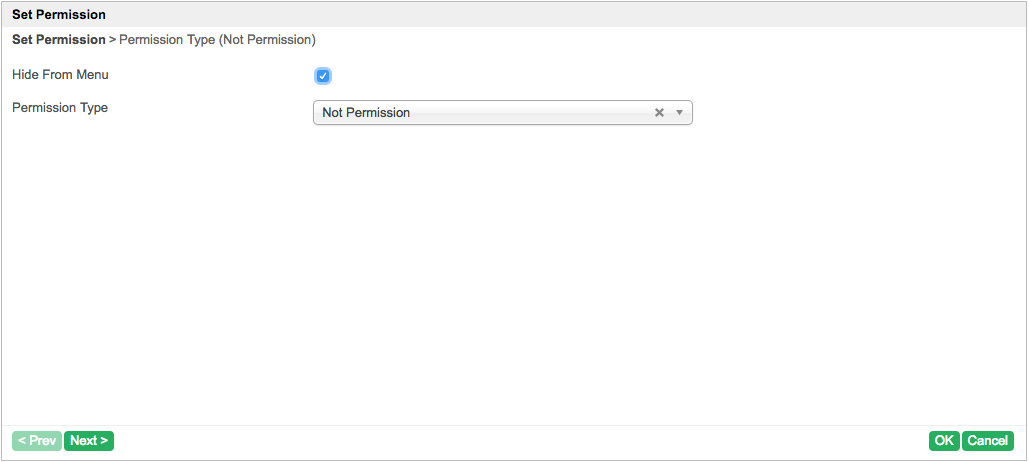 Set Permission
Set Permission > Permission Type (Not Permission)
Hide From Menu
Permission Type
Not Permission
< Prev Next > OK Cancel